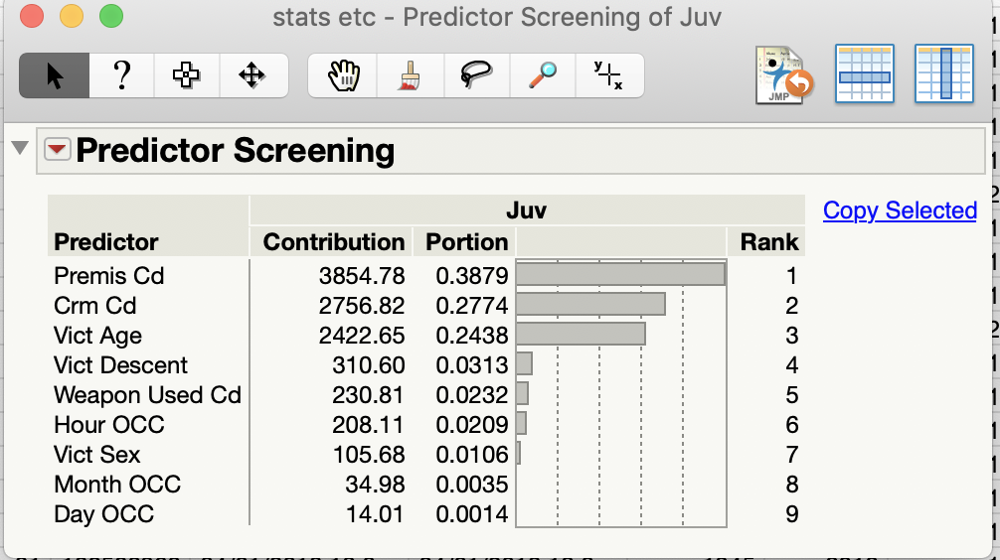 stats etc - Predictor Screening of Juv
?
Y
X
JMP
Predictor Screening
Juv
Copy Selected
Predictor Contribution Portion Rank
Premis Cd 3854.78 0.3879 1
Crm Cd 2756.82 0.2774 2
Vict Age 2422.65 0.2438 3
Vict Descent 310.60 0.0313 4
Weapon Used Cd 230.81 0.0232 5
Hour OCC 208.11 0.0209 6
Vict Sex 105.68 0.0106 7
Month OCC 34.98 0.0035 8
Day OCC 14.01 0.0014 9